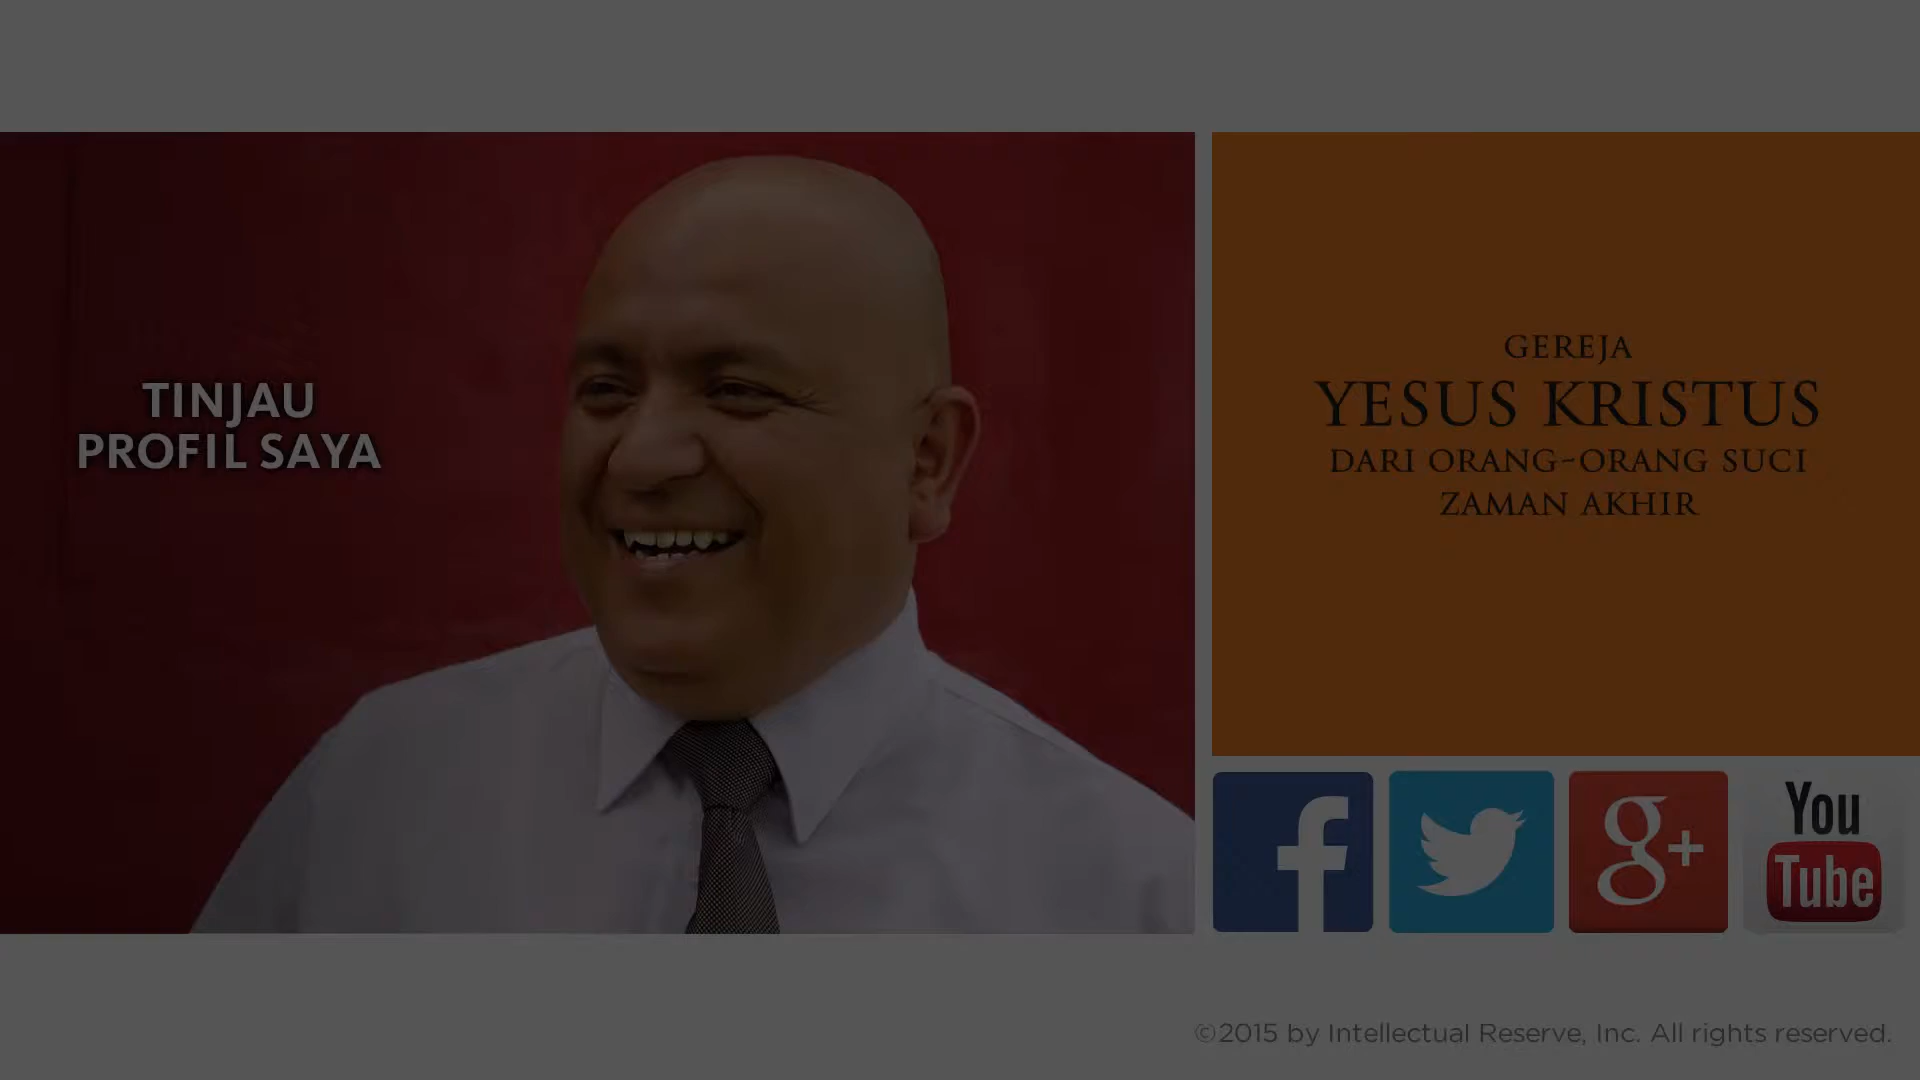 TINJAU
PROFIL SAYA
GEREJA
YESUS KRISTUS
DARI ORANG-ORANG SUCI
ZAMAN AKHIR
f
g+
You
Tube
©2015 by Intellectual Reserve, Inc. All rights reserved.